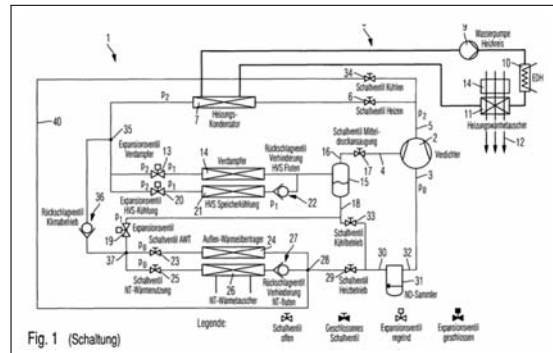 1
9
Wasserpumpe
Heizkreis
10
EDH
14
11
Heizungswärmetauscher
12
34
Schaltventil Kühlen
6
Schaltventil Heizen
p₂
7
Heizungs-
Kondensator
p₂
5
2
Verdichter
3
p₀
40
35
Expansionsventil
Verdampfer
13
p₂
p₁
14
Verdampfer
Rückschlagventil
Verhinderung
HVS Fluten
Schaltventil Mittel-
druckansaugung
16
17
4
15
p₂
p₁
20
Expansionsventil
HVS-Kühlung
21
HVS Speicherkühlung
22
p₁
18
36
Rückschlagventil
Klimabetrieb
p₁
19
37
Schaltventil AWT
p₀
23
Außen-Wärmeübertrager
24
27
33
Schaltventil
Kühlbetrieb
p₀
25
Schaltventil
NT-Wärmenutzung
26
NT-Wärmetauscher
Rückschlagventil
Verhinderung
NT-fluten
28
29
Schaltventil
Heizbetrieb
30
32
31
ND-Sammler
Fig. 1 (Schaltung)
Legende:
Schaltventil
offen
Geschlossenes
Schaltventil
Expansionsventil
regelnd
Expansionsventil
geschlossen